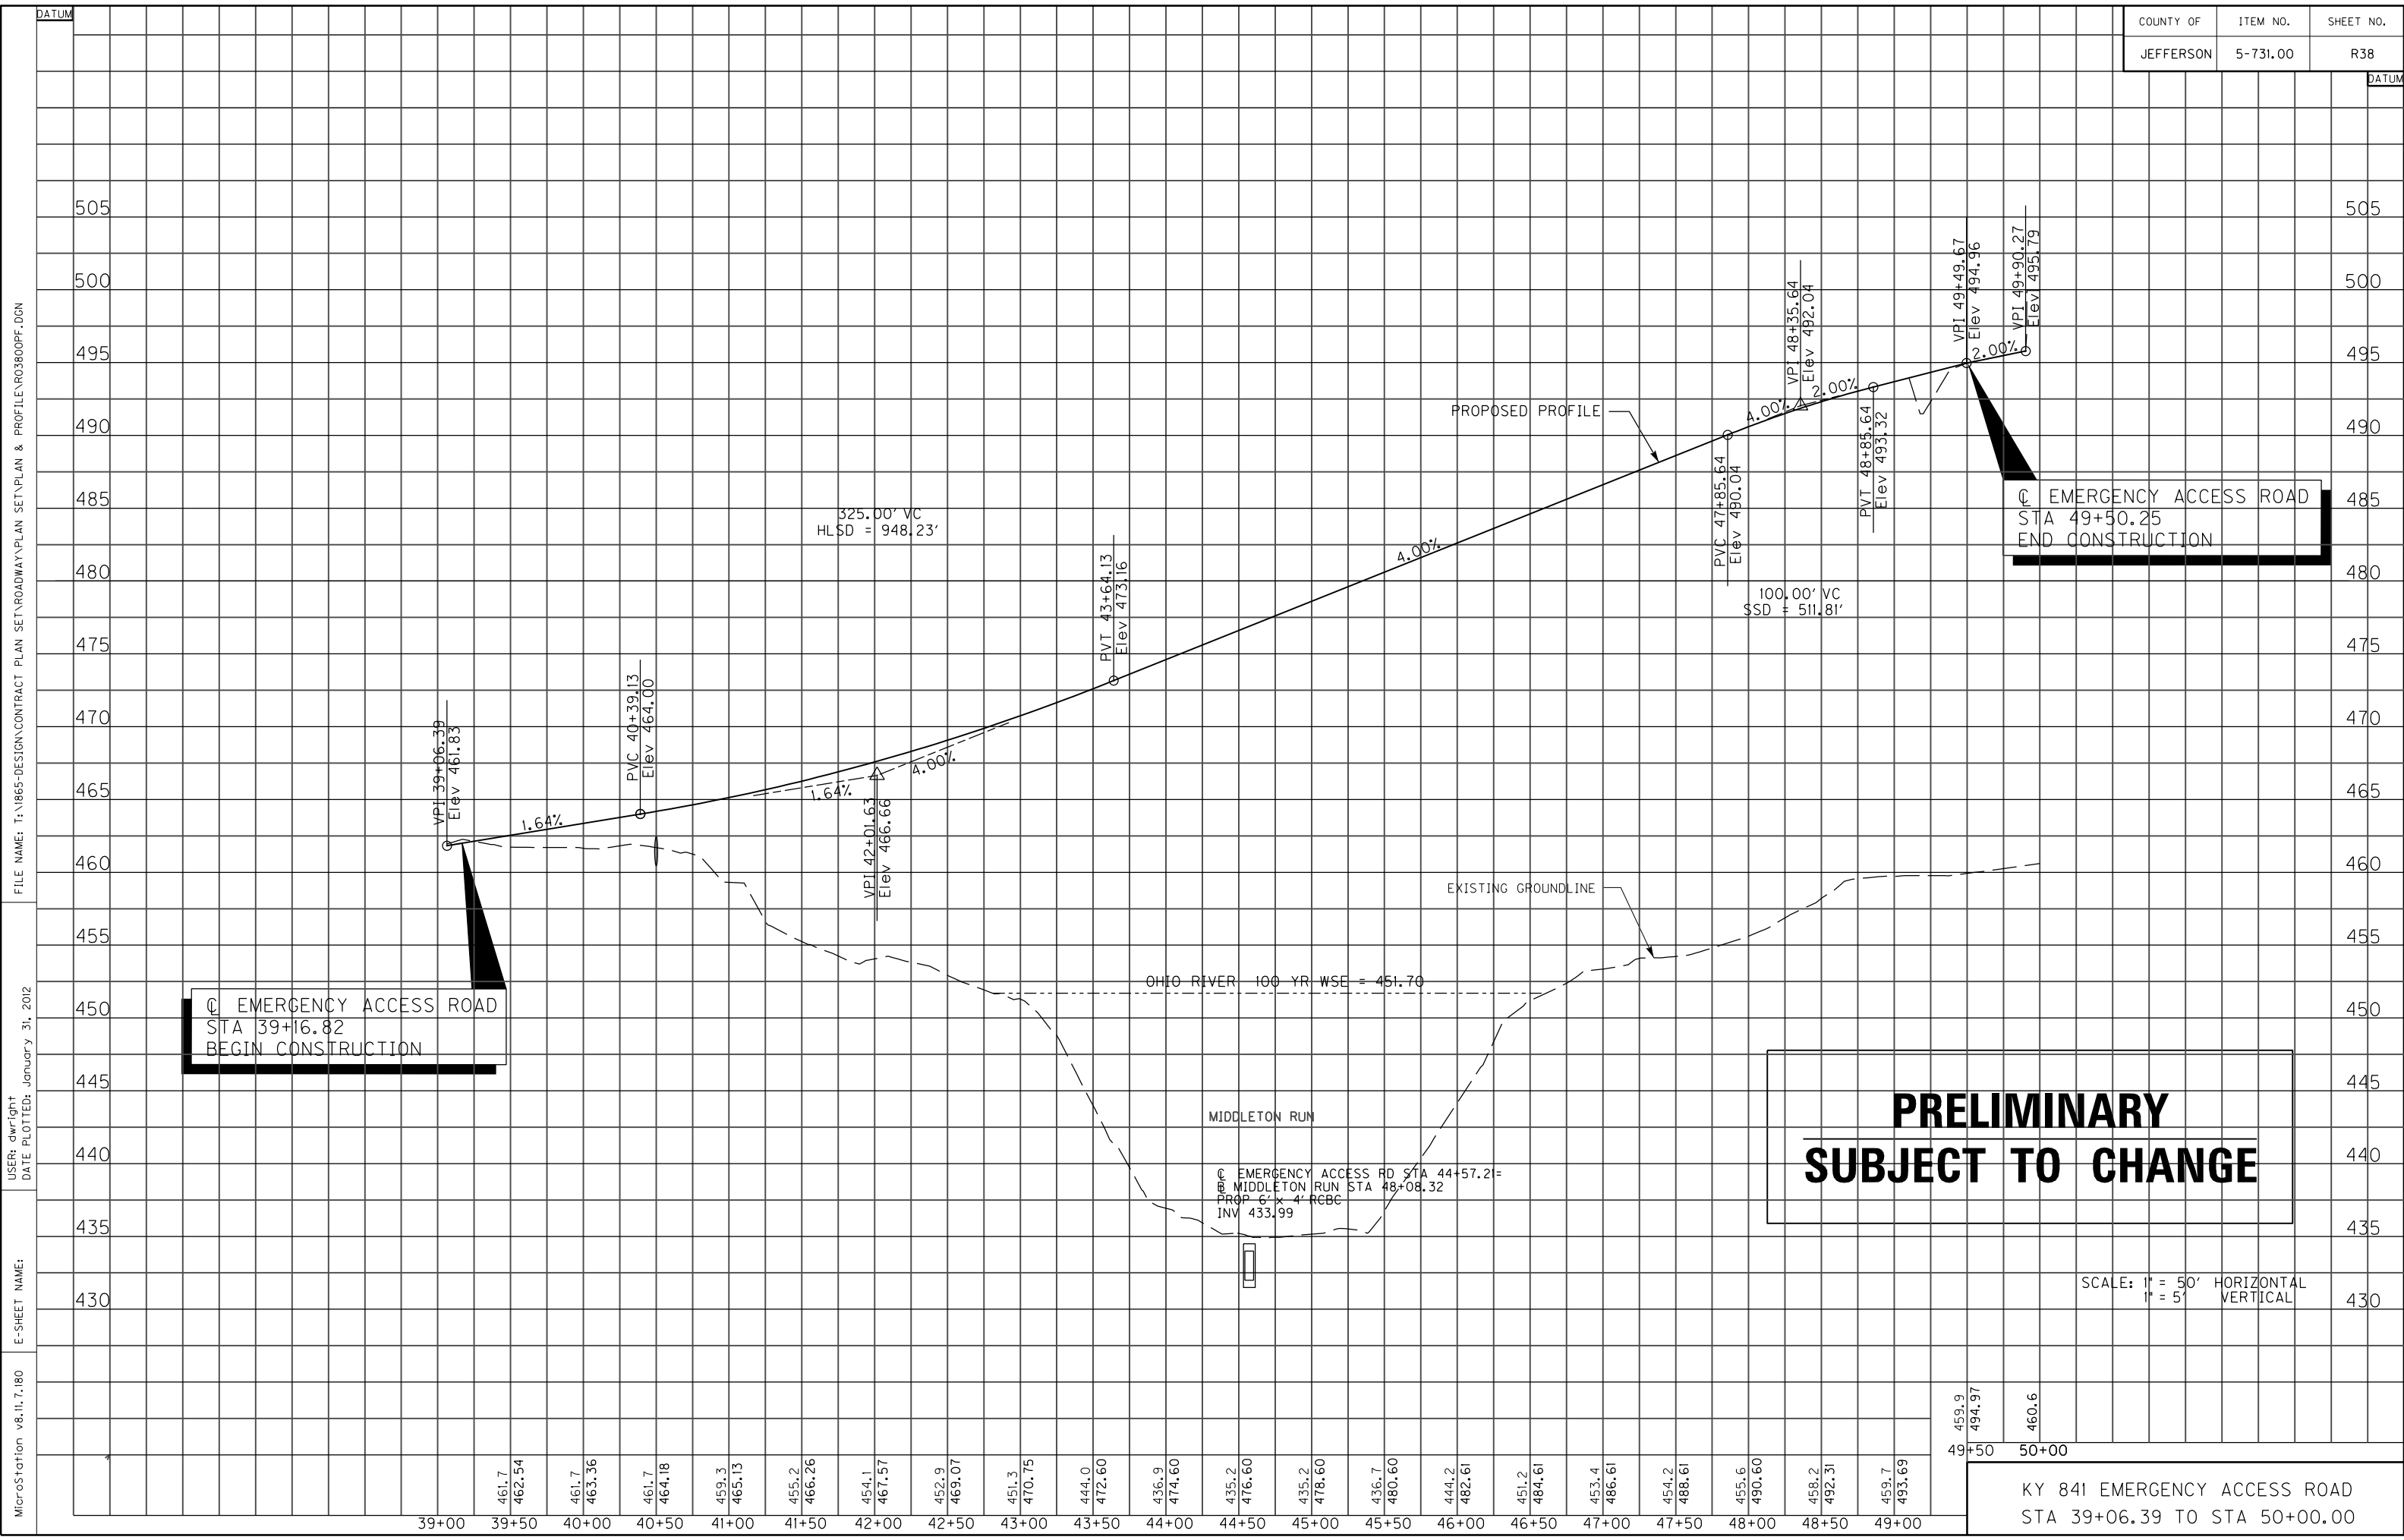 DATUM
COUNTY OF ITEM NO. SHEET NO.
JEFFERSON 5-731.00 R38
DATUM
505 505
500 500
495 495
490 490
485 485
480 480
475 475
470 470
465 465
460 460
455 455
450 450
445 445
440 440
435 435
430 430
VPI 39+06.39
Elev 461.83
1.64%
PVC 40+39.13
Elev 464.00
1.64%
VPI 42+01.63
Elev 466.66
4.00%
325.00' VC
HLSD = 948.23'
PVT 43+64.13
Elev 473.16
4.00%
PROPOSED PROFILE
PVC 47+85.64
Elev 490.04
4.00%
VPI 48+35.64
Elev 492.04
2.00%
100.00' VC
SSD = 511.81'
PVT 48+85.64
Elev 493.32
VPI 49+49.67
Elev 494.96
2.00%
VPI 49+90.27
Elev 495.79
℄ EMERGENCY ACCESS ROAD
STA 49+50.25
END CONSTRUCTION
℄ EMERGENCY ACCESS ROAD
STA 39+16.82
BEGIN CONSTRUCTION
EXISTING GROUNDLINE
OHIO RIVER 100 YR WSE = 451.70
MIDDLETON RUN
℄ EMERGENCY ACCESS RD STA 44+57.21=
MIDDLETON RUN STA 48+08.32
PROP 6' x 4' RCBC
INV 433.99
PRELIMINARY
SUBJECT TO CHANGE
SCALE: 1" = 50' HORIZONTAL
1" = 5' VERTICAL
461.7
462.54
461.7
463.36
461.7
464.18
459.3
465.13
455.2
466.26
454.1
467.57
452.9
469.07
451.3
470.75
444.0
472.60
436.9
474.60
435.2
476.60
435.2
478.60
436.7
480.60
444.2
482.61
451.2
484.61
453.4
486.61
454.2
488.61
455.6
490.60
458.2
492.31
459.7
493.69
459.9
494.97
460.6
49+50 50+00
39+00 39+50 40+00 40+50 41+00 41+50 42+00 42+50 43+00 43+50 44+00 44+50 45+00 45+50 46+00 46+50 47+00 47+50 48+00 48+50 49+00
KY 841 EMERGENCY ACCESS ROAD
STA 39+06.39 TO STA 50+00.00
FILE NAME: T:\1865-DESIGN\CONTRACT PLAN SET\ROADWAY\PLAN SET\PLAN & PROFILE\R03800PF.DGN
USER: dwright
DATE PLOTTED: January 31, 2012
E-SHEET NAME:
MicroStation v8.11.7.180